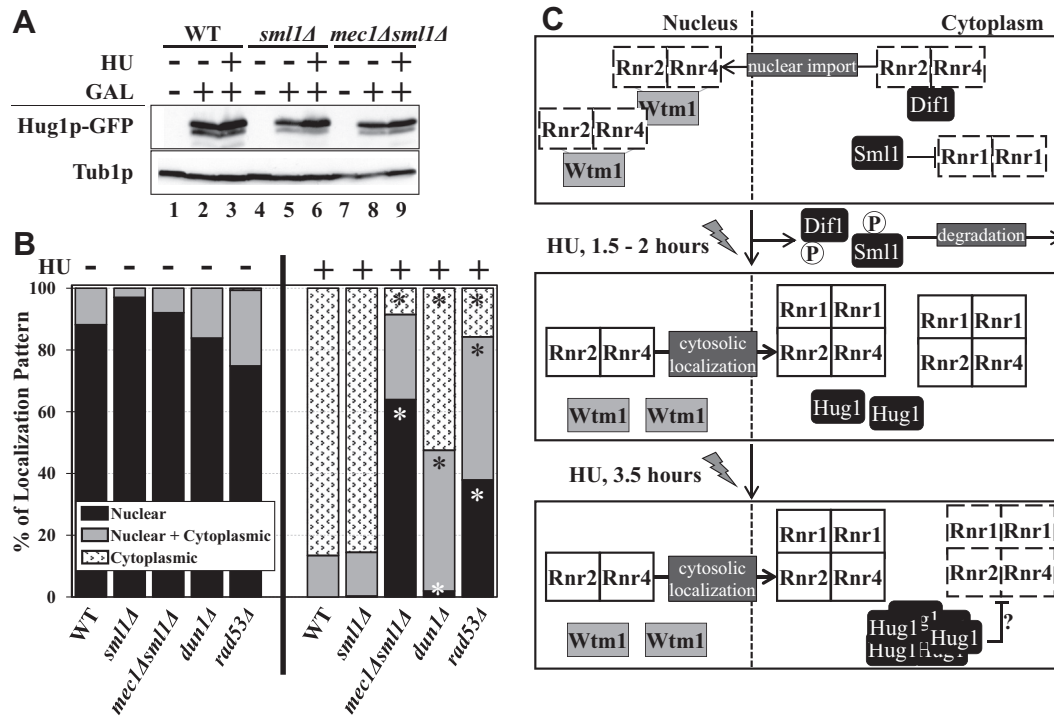 A
WT sml1Δ mec1Δsml1Δ
HU - - + - - + - - +
GAL - + + - + + - + +
Hug1p-GFP
Tub1p
1 2 3 4 5 6 7 8 9
B
HU - - - - - + + + + +
100
80
60
40
20
0
% of Localization Pattern
* * *
* *
* * *
Nuclear
Nuclear + Cytoplasmic
Cytoplasmic
WT sml1Δ mec1Δsml1Δ dun1Δ rad53Δ WT sml1Δ mec1Δsml1Δ dun1Δ rad53Δ
C
Nucleus Cytoplasm
Rnr2 Rnr4 nuclear import Rnr2 Rnr4
Wtm1 Dif1
Rnr2 Rnr4
Wtm1
Sml1 Rnr1 Rnr1
HU, 1.5 - 2 hours
Dif1 P
P Sml1
degradation
Rnr1 Rnr1
Rnr2 Rnr4 cytosolic localization Rnr2 Rnr4
Rnr1 Rnr1
Rnr2 Rnr4
Wtm1 Wtm1
Hug1 Hug1
HU, 3.5 hours
Rnr1 Rnr1 Rnr1 Rnr1
Rnr2 Rnr4 cytosolic localization Rnr2 Rnr4 Rnr2 Rnr4
Wtm1 Wtm1
g1
Hug1 Hug1 ?
Hug1 Hug1